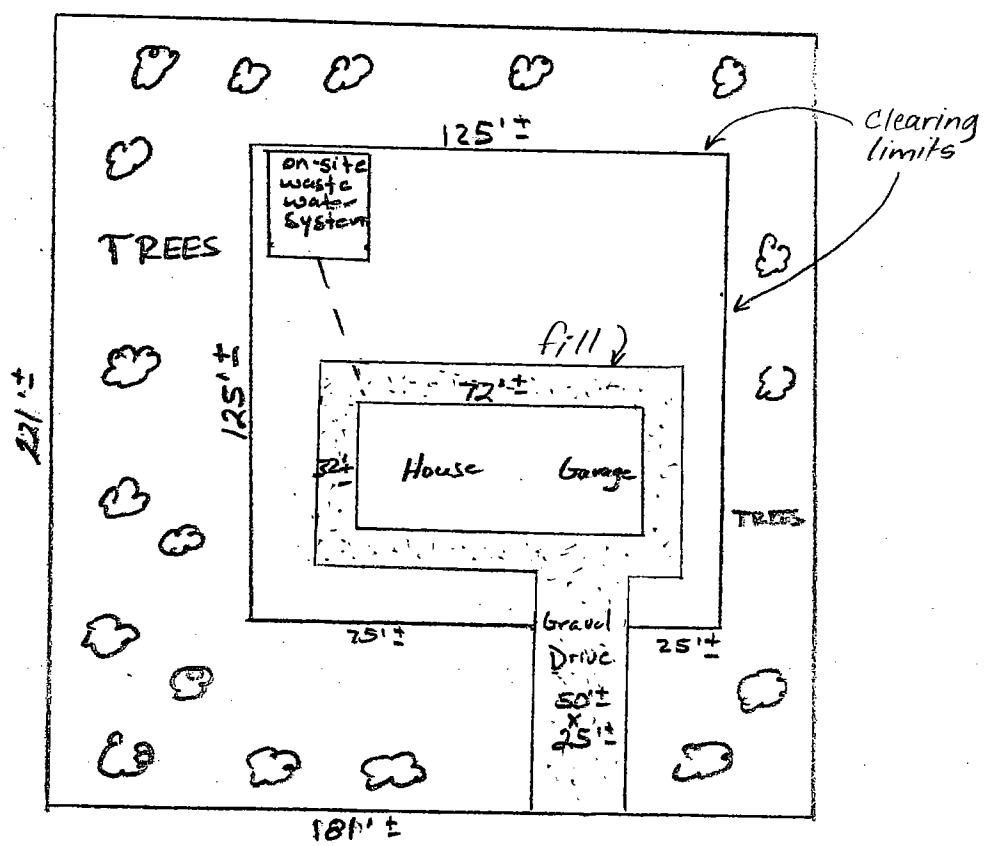 125'±
Clearing
limits
on-site
waste
water
system
TREES
fill
72'±
125'±
221'±
32'±
House
Garage
TREES
75'±
Gravel
Drive
25'±
50'±
x
25'±
181'±